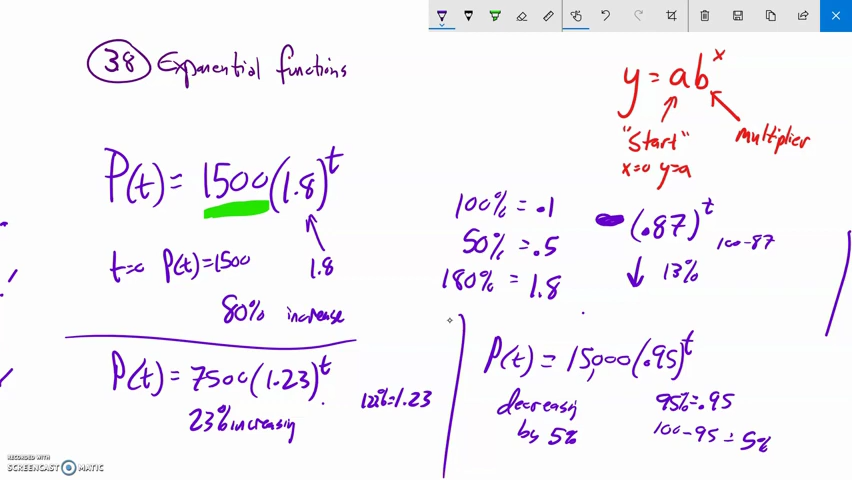 38 Exponential functions
y = ab^x
"Start"
x=0 y=a
multiplier
P(t) = 1500(1.8)^t
t=0 P(t)=1500
1.8
80% increase
100% = .1
50% = .5
180% = 1.8
(.87)^t
100-87
13%
P(t) = 7500(1.23)^t
23% increasing
123%=1.23
P(t) = 15,000(.95)^t
decreasing
by 5%
95%=.95
100-95=5%
RECORDED WITH
SCREENCAST MATIC